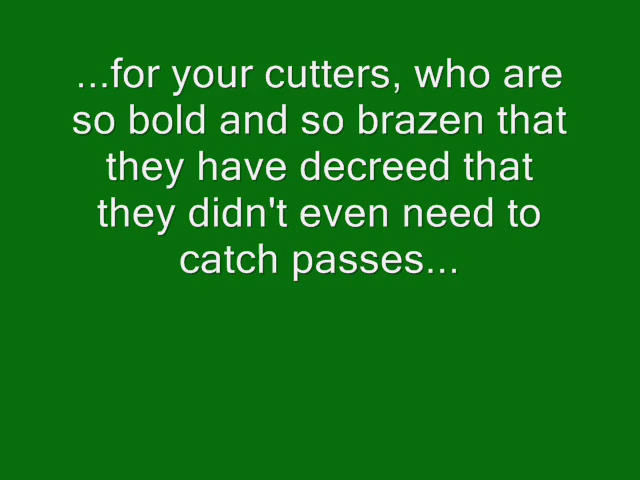 ...for your cutters, who are
so bold and so brazen that
they have decreed that
they didn't even need to
catch passes...